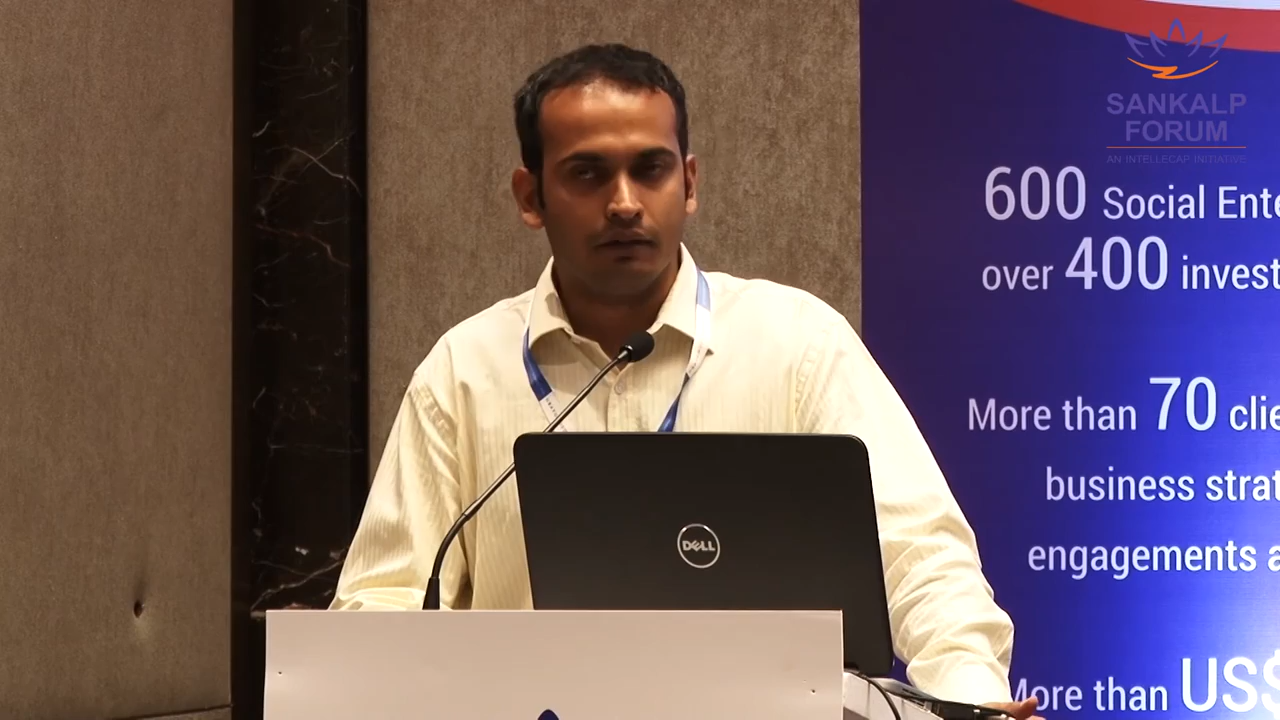 SANKALP
FORUM
AN INTELLECAP INITIATIVE
600 Social Ente
over 400 invest
More than 70 clie
business strat
engagements a
More than US$
DELL